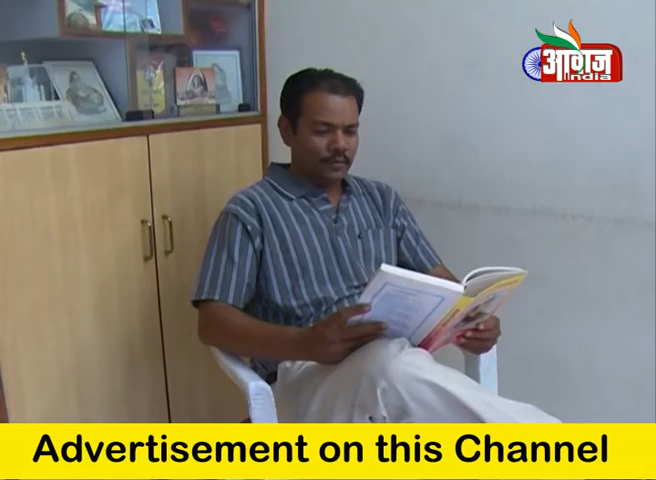 आग़ाज़
India
Advertisement on this Channel